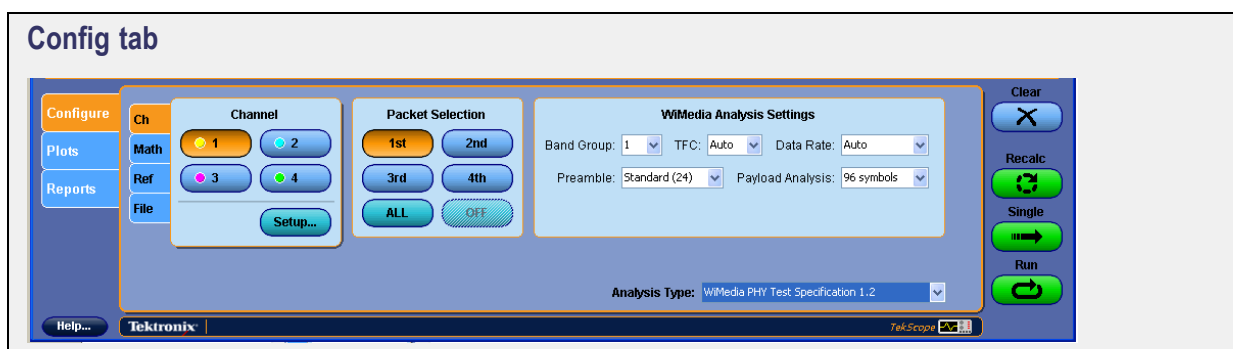 Config tab
Configure
Plots
Reports
Ch
Math
Ref
File
Channel
1 2
3 4
Setup...
Packet Selection
1st 2nd
3rd 4th
ALL OFF
WiMedia Analysis Settings
Band Group: 1 TFC: Auto Data Rate: Auto
Preamble: Standard (24) Payload Analysis: 96 symbols
Analysis Type: WiMedia PHY Test Specification 1.2
Clear
Recalc
Single
Run
Help...
Tektronix
TekScope